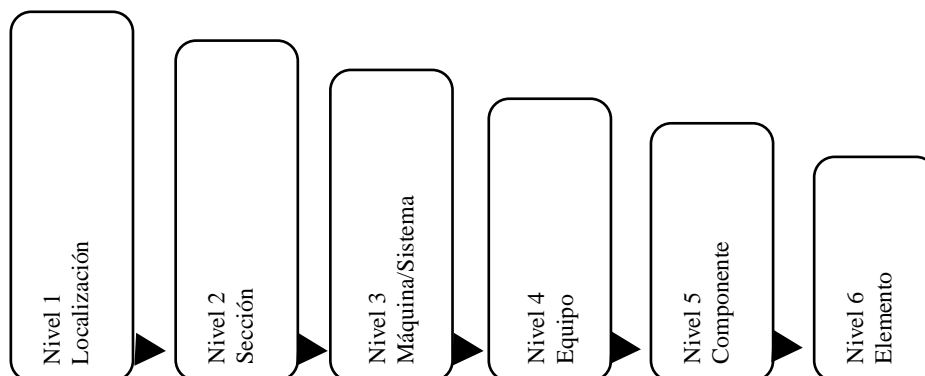 Nivel 1
Localización
Nivel 2
Sección
Nivel 3
Máquina/Sistema
Nivel 4
Equipo
Nivel 5
Componente
Nivel 6
Elemento